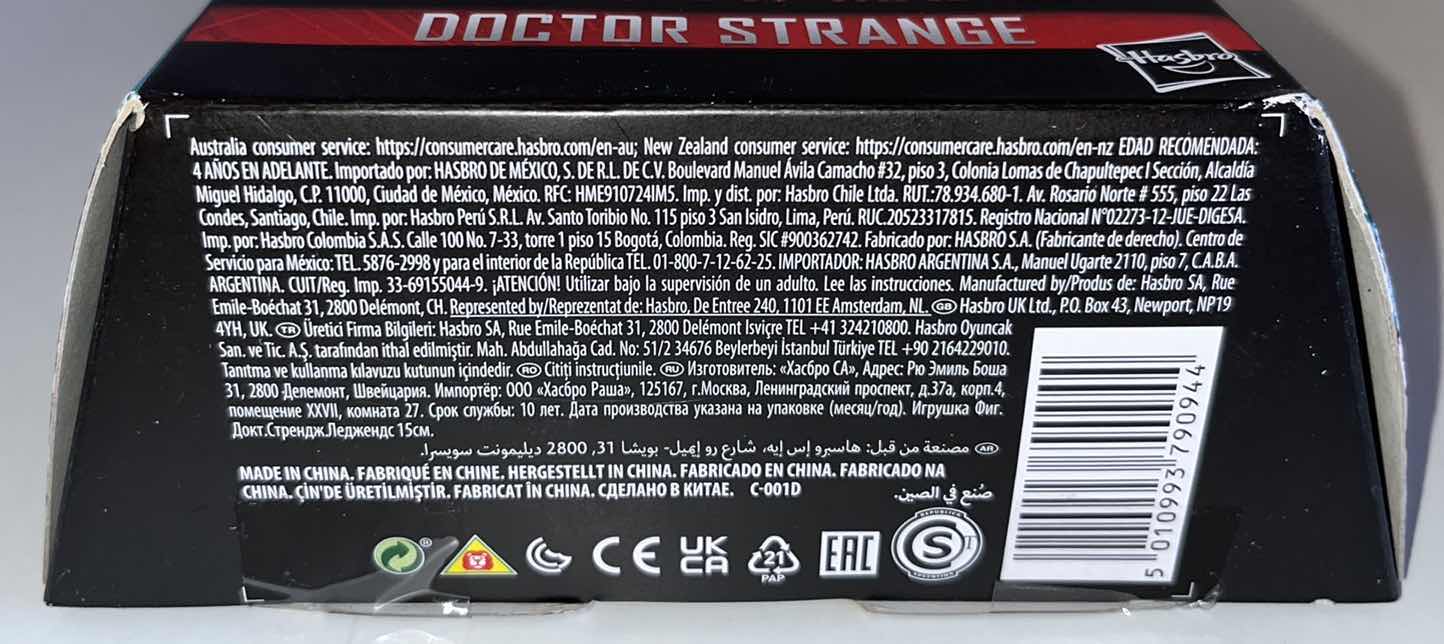 DOCTOR STRANGE
Hasbro
Australia consumer service: https://consumercare.hasbro.com/en-au; New Zealand consumer service: https://consumercare.hasbro.com/en-nz EDAD RECOMENDADA:
4 AÑOS EN ADELANTE. Importado por: HASBRO DE MÉXICO, S. DE R.L. DE C.V. Boulevard Manuel Ávila Camacho #32, piso 3, Colonia Lomas de Chapultepec I Sección, Alcaldía
Miguel Hidalgo, C.P. 11000, Ciudad de México, México. RFC: HME910724IM5. Imp. y dist. por: Hasbro Chile Ltda. RUT.:78.934.680-1. Av. Rosario Norte # 555, piso 22 Las
Condes, Santiago, Chile. Imp. por: Hasbro Perú S.R.L. Av. Santo Toribio No. 115 piso 3 San Isidro, Lima, Perú. RUC.20523317815. Registro Nacional N°02273-12-JUE-DIGESA.
Imp. por: Hasbro Colombia S.A.S. Calle 100 No. 7-33, torre 1 piso 15 Bogotá, Colombia. Reg. SIC #900362742. Fabricado por: HASBRO S.A. (Fabricante de derecho). Centro de
Servicio para México: TEL. 5876-2998 y para el interior de la República TEL. 01-800-7-12-62-25. IMPORTADOR: HASBRO ARGENTINA S.A., Manuel Ugarte 2110, piso 7, C.A.B.A.
ARGENTINA. CUIT/Reg. Imp. 33-69155044-9. ¡ATENCIÓN! Utilizar bajo la supervisión de un adulto. Lee las instrucciones. Manufactured by/Produs de: Hasbro SA, Rue
Emile-Boéchat 31, 2800 Delémont, CH. Represented by/Reprezentat de: Hasbro, De Entree 240, 1101 EE Amsterdam, NL. GB Hasbro UK Ltd., P.O. Box 43, Newport, NP19
4YH, UK. TR Üretici Firma Bilgileri: Hasbro SA, Rue Emile-Boéchat 31, 2800 Delémont İsviçre TEL +41 324210800. Hasbro Oyuncak
San. ve Tic. A.Ş. tarafından ithal edilmiştir. Mah. Abdullahağa Cad. No: 51/2 34676 Beylerbeyi İstanbul Türkiye TEL +90 2164229010.
Tanıtma ve kullanma kılavuzu kutunun içindedir. RO Citiți instrucțiunile. RU Изготовитель: «Хасбро СА», Адрес: Рю Эмиль Боша
31, 2800 Делемонт, Швейцария. Импортёр: ООО «Хасбро Раша», 125167, г.Москва, Ленинградский проспект, д.37а, корп.4,
помещение XXVII, комната 27. Срок службы: 10 лет. Дата производства указана на упаковке (месяц/год). Игрушка Фиг.
Докт.Стрендж.Леджендс 15см.
AR مصنعة من قبل: هاسبرو إس إيه، شارع رو إيميل- بويشا 31، 2800 ديليمونت سويسرا.
MADE IN CHINA. FABRIQUÉ EN CHINE. HERGESTELLT IN CHINA. FABRICADO EN CHINA. FABRICADO NA
CHINA. ÇİN'DE ÜRETİLMİŞTİR. FABRICAT ÎN CHINA. СДЕЛАНО В КИТАЕ. C-001D
صُنع في الصين.
CE UK CA 21 PAP EAC S T
5 010993 790944